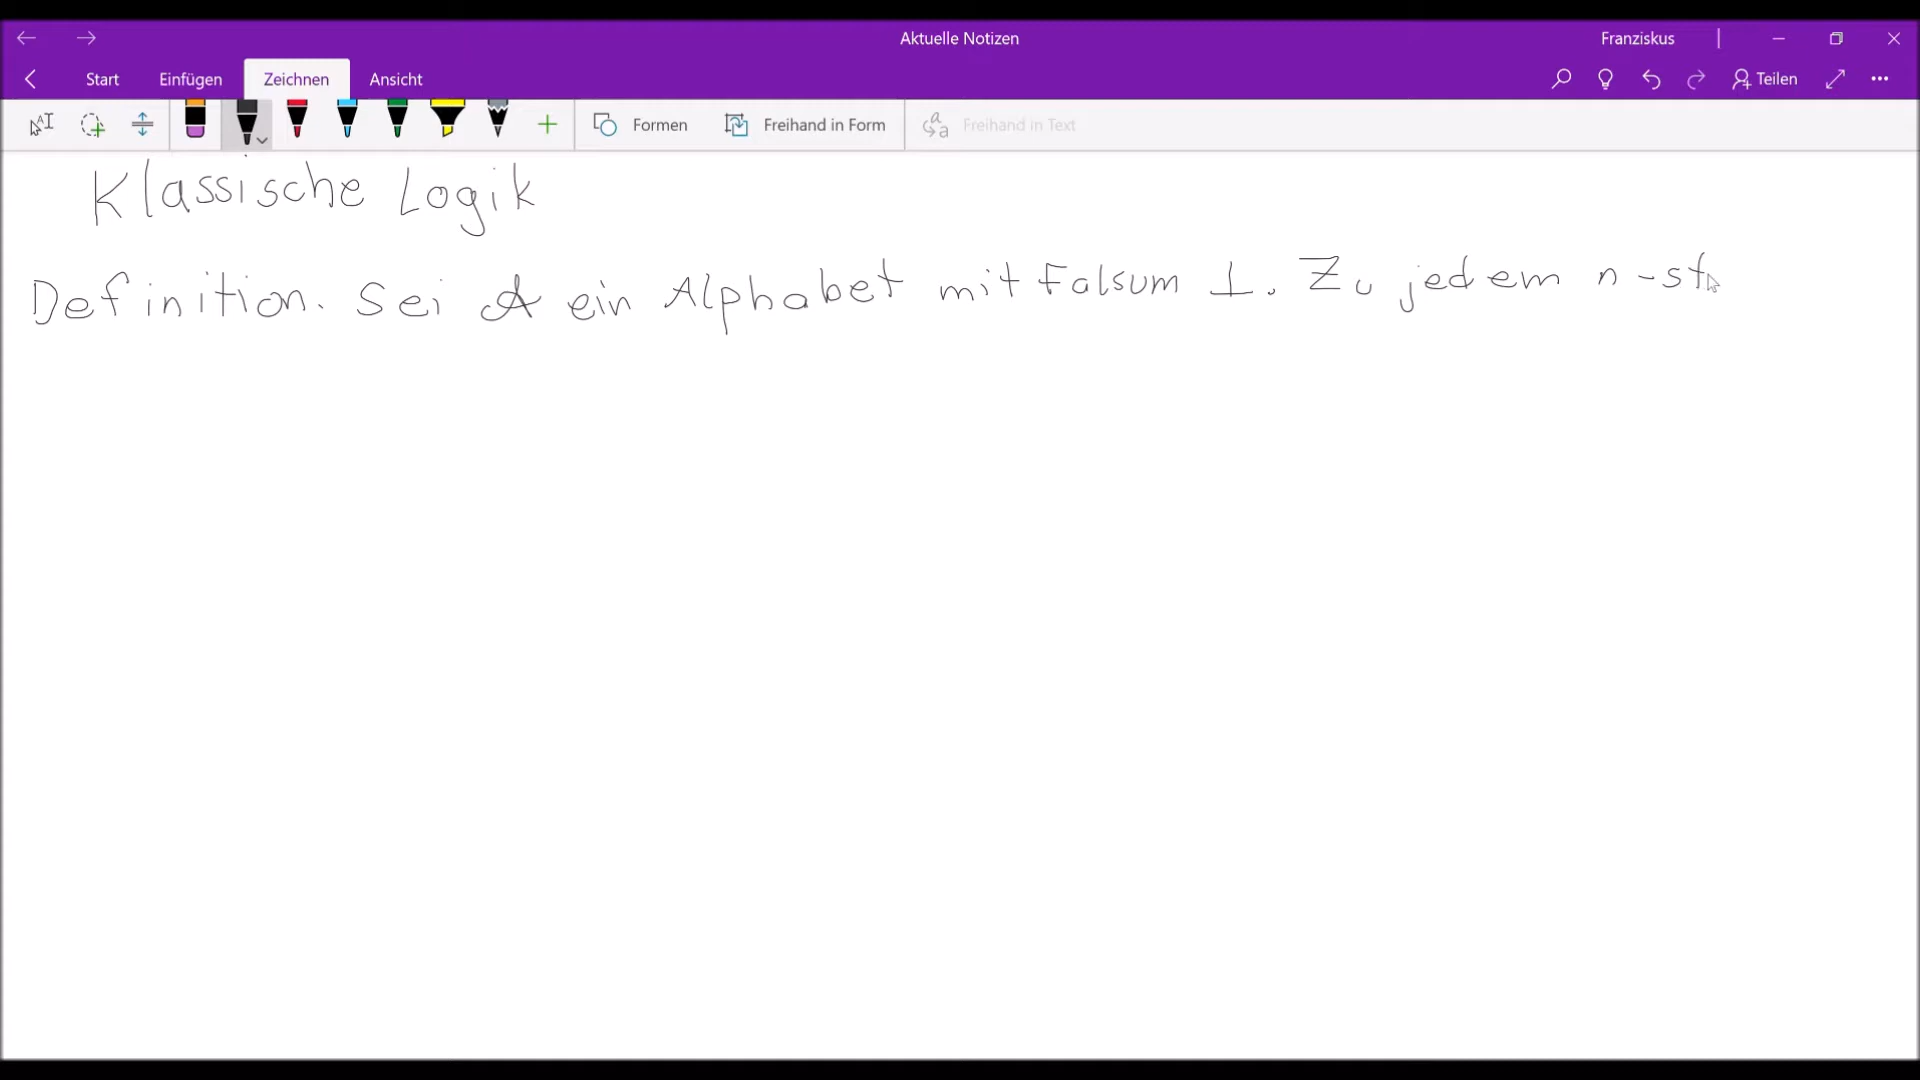 Aktuelle Notizen
Franziskus
Start Einfügen Zeichnen Ansicht
Teilen
Formen Freihand in Form Freihand in Text
Klassische Logik
Definition. Sei A ein Alphabet mit Falsum ⊥. Zu jedem n-st